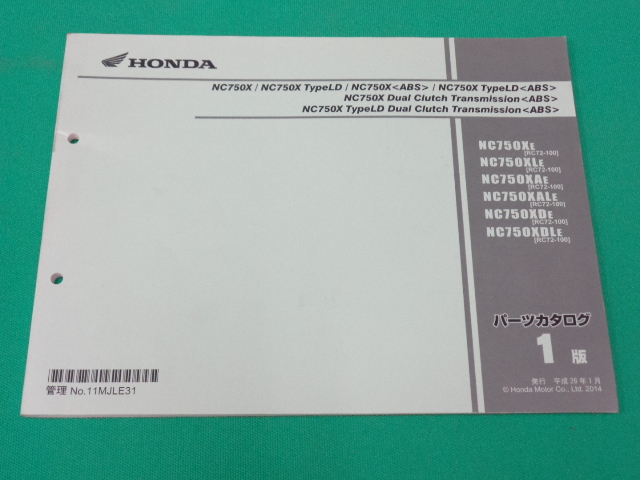 HONDA
NC750X / NC750X TypeLD / NC750X<ABS> / NC750X TypeLD<ABS>
NC750X Dual Clutch Transmission<ABS>
NC750X TypeLD Dual Clutch Transmission<ABS>
NC750XE
[RC72-100]
NC750XLE
[RC72-100]
NC750XAE
[RC72-100]
NC750XALE
[RC72-100]
NC750XDE
[RC72-100]
NC750XDLE
[RC72-100]
パーツカタログ
1 版
発行 平成26年1月
© Honda Motor Co., Ltd. 2014
管理 No.11MJLE31